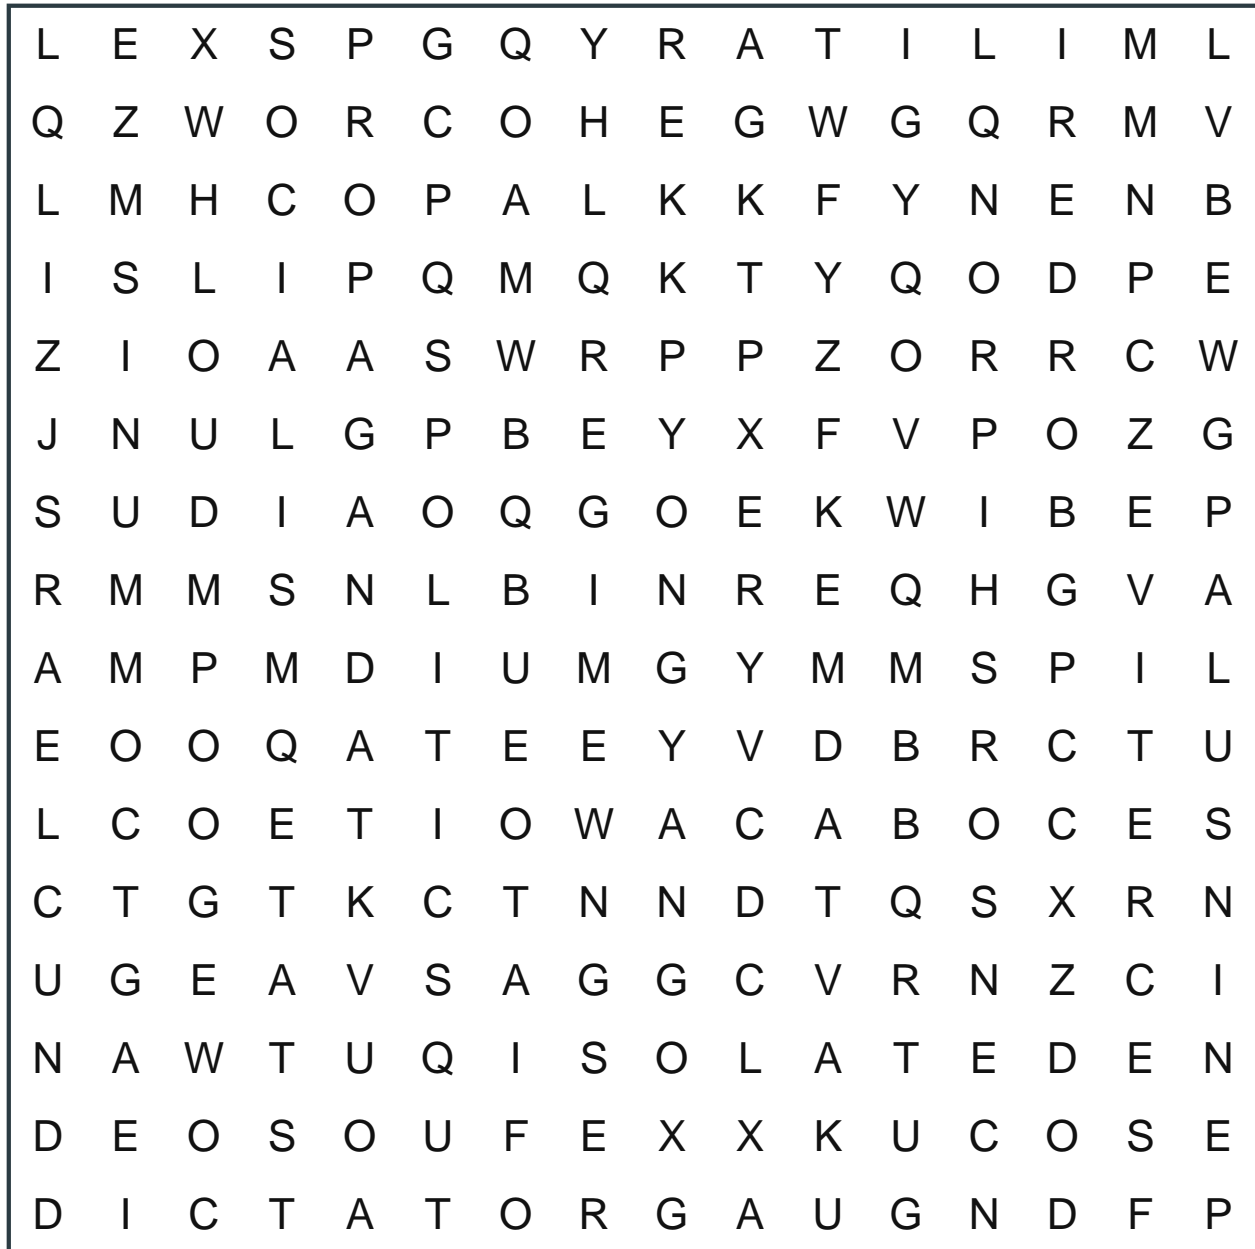 L E X S P G Q Y R A T I L I M L
Q Z W O R C O H E G W G Q R M V
L M H C O P A L K K F Y N E N B
I S L I P Q M Q K T Y Q O D P E
Z I O A A S W R P P Z O R R C W
J N U L G P B E Y X F V P O Z G
S U D I A O Q G O E K W I B E P
R M M S N L B I N R E Q H G V A
A M P M D I U M G Y M M S P I L
E O O Q A T E E Y V D B R C T U
L C O E T I O W A C A B O C E S
C T G T K C T N N D T Q S X R N
U G E A V S A G G C V R N Z C I
N A W T U Q I S O L A T E D E N
D E O S O U F E X X K U C O S E
D I C T A T O R G A U G N D F P